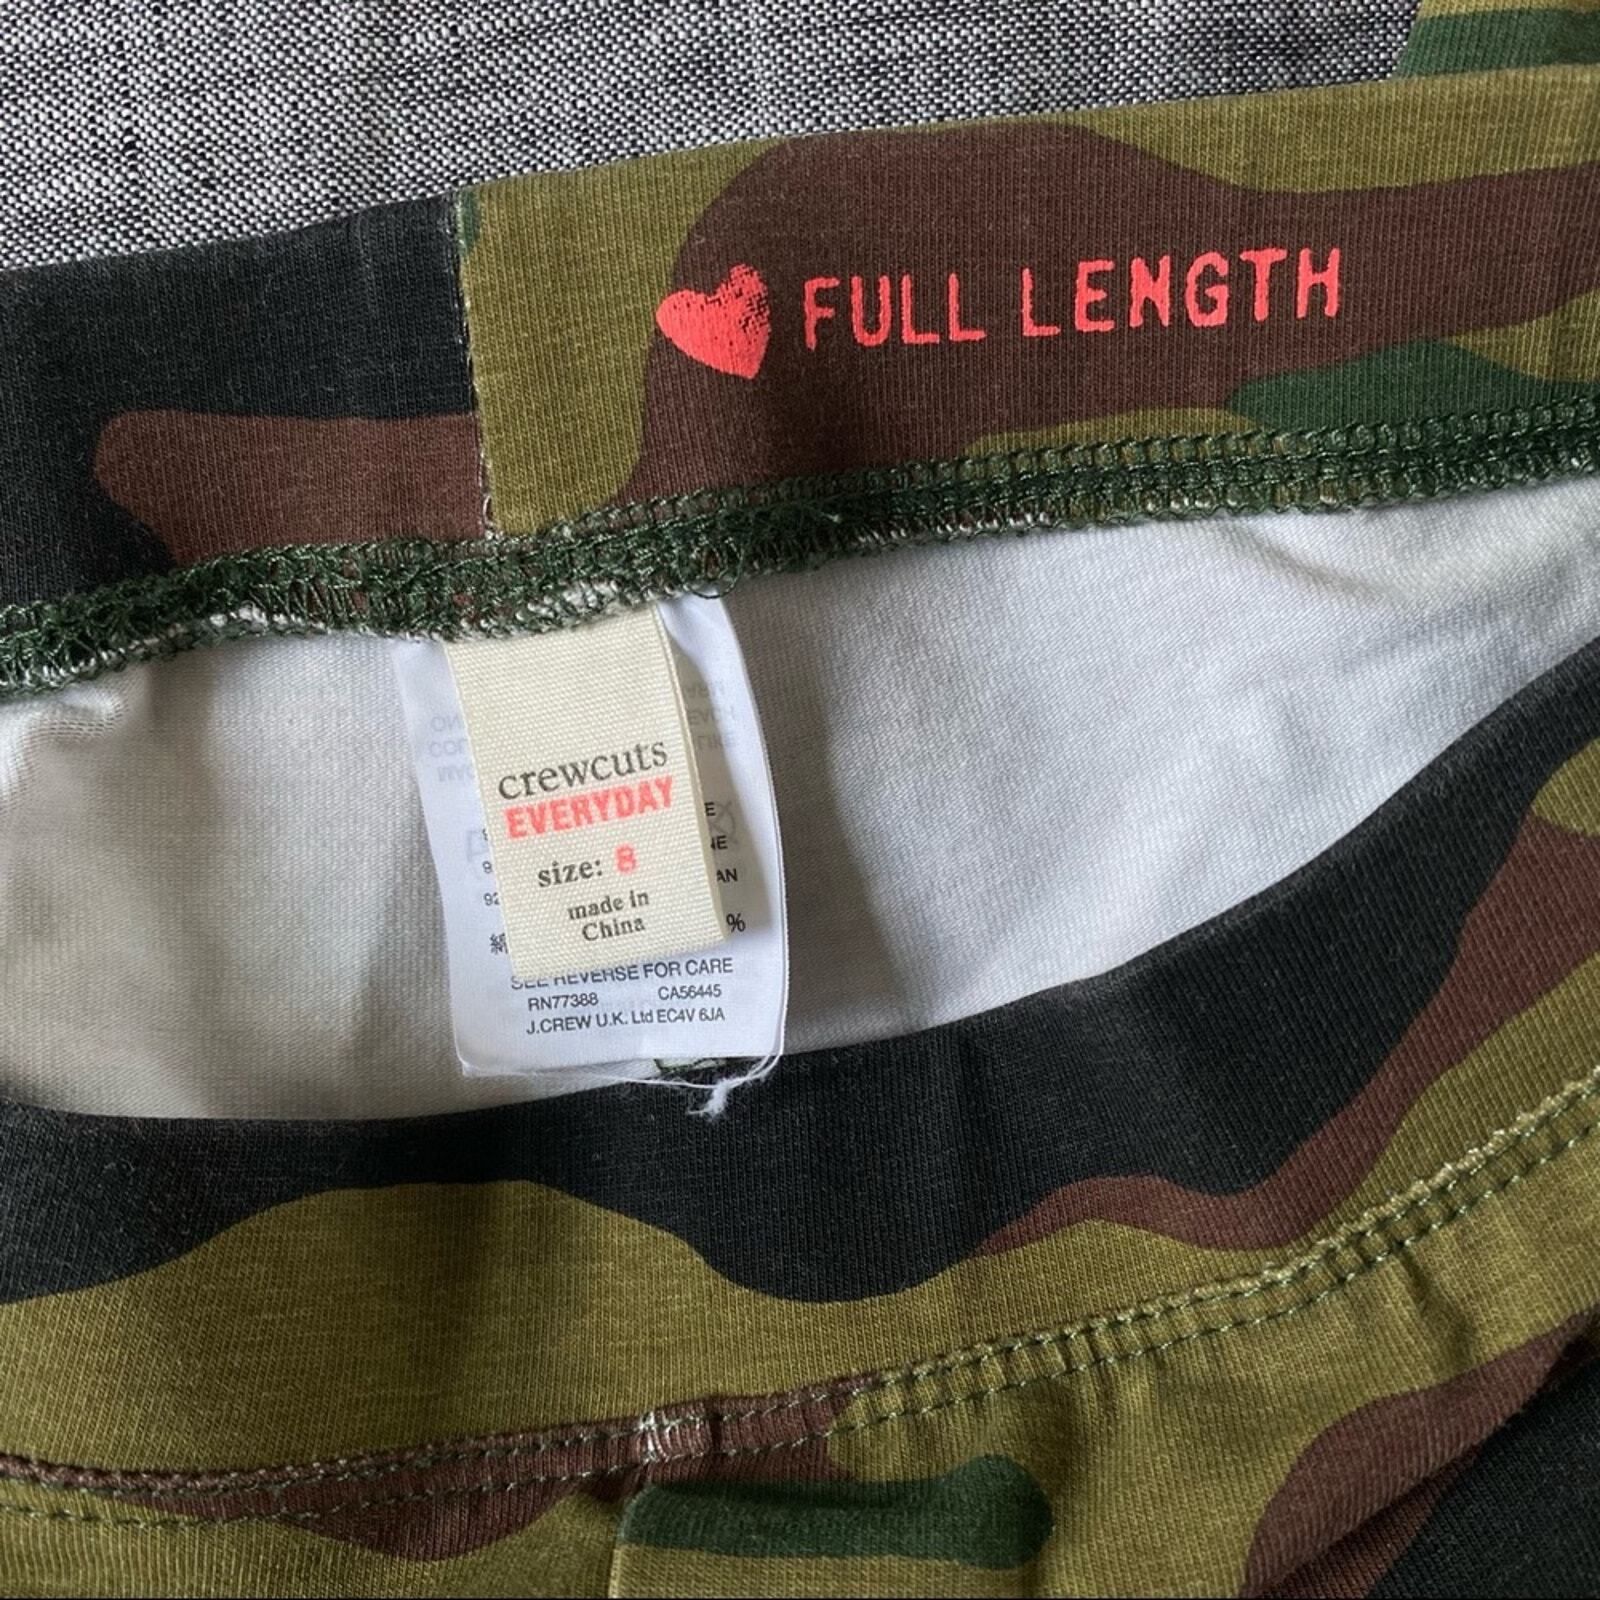 FULL LENGTH
crewcuts
EVERYDAY
size: 8
made in
China
%
SEE REVERSE FOR CARE
RN77388 CA56445
J.CREW U.K. Ltd EC4V 6JA